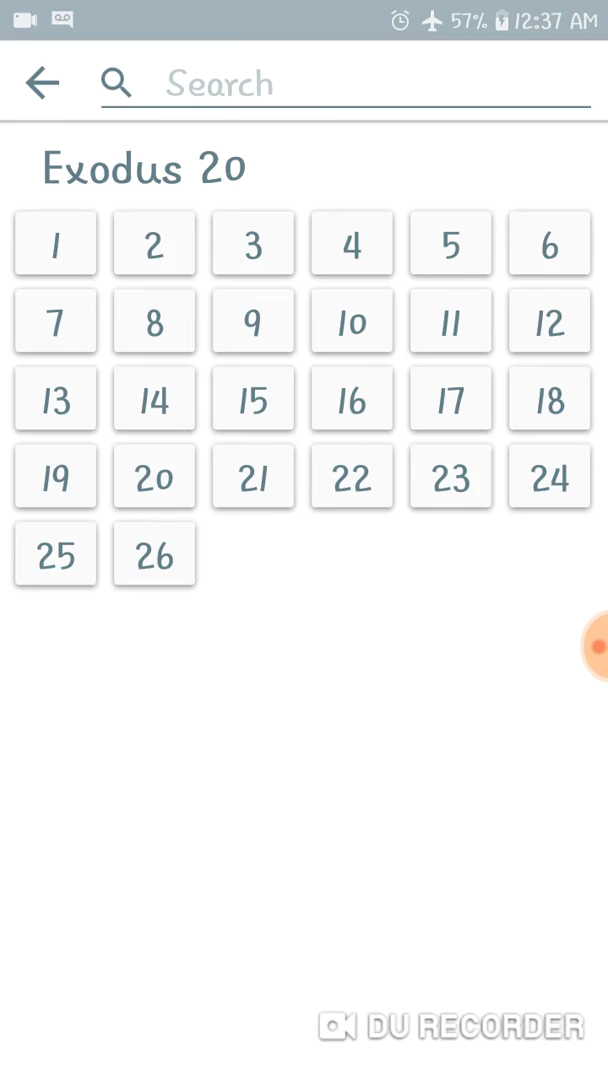 57% 12:37 AM
Search
Exodus 20
1 2 3 4 5 6
7 8 9 10 11 12
13 14 15 16 17 18
19 20 21 22 23 24
25 26
DU RECORDER